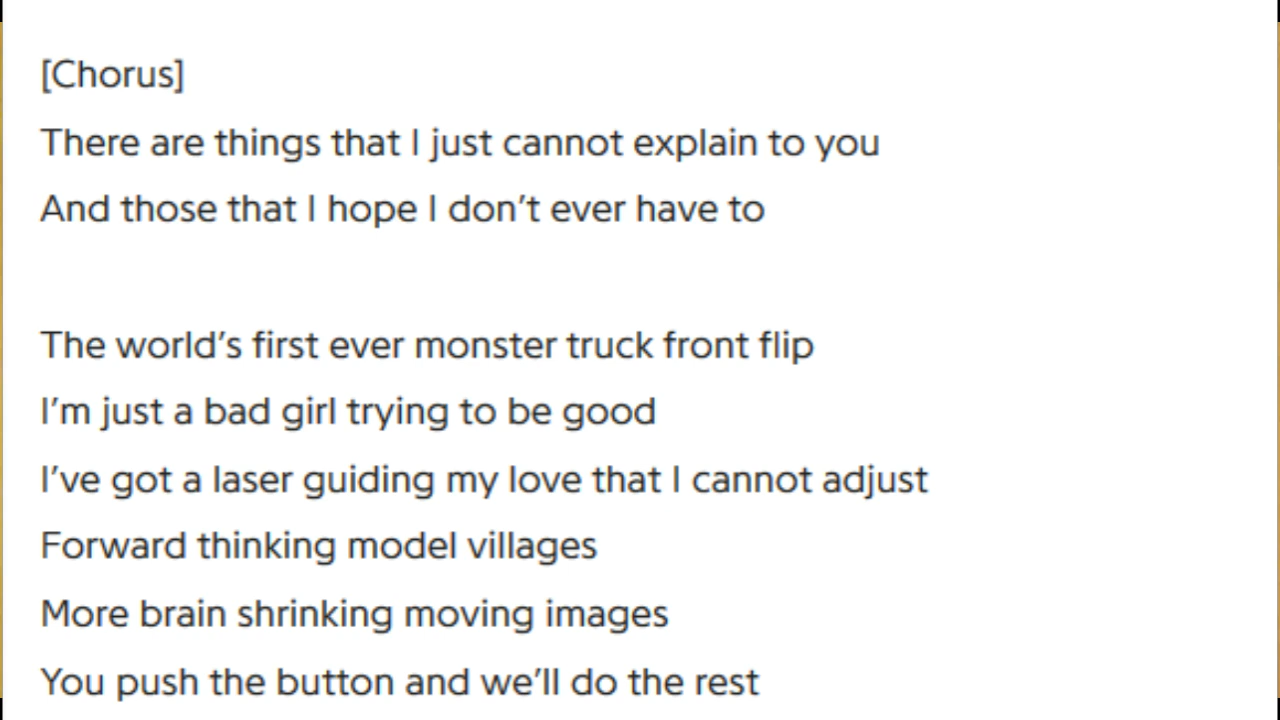 [Chorus]
There are things that I just cannot explain to you
And those that I hope I don’t ever have to
The world’s first ever monster truck front flip
I’m just a bad girl trying to be good
I’ve got a laser guiding my love that I cannot adjust
Forward thinking model villages
More brain shrinking moving images
You push the button and we’ll do the rest